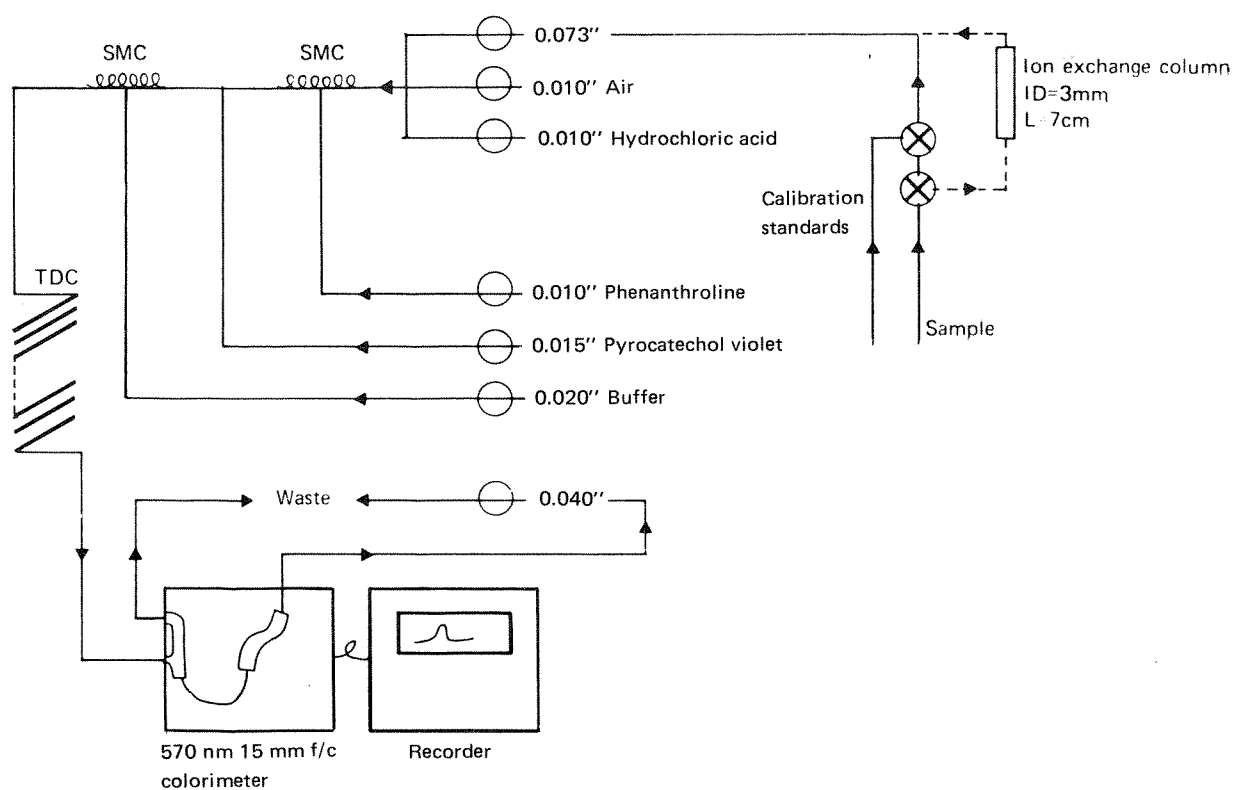 SMC
SMC
0.073"
0.010" Air
0.010" Hydrochloric acid
Ion exchange column
ID=3mm
L=7cm
Calibration
standards
Sample
TDC
0.010" Phenanthroline
0.015" Pyrocatechol violet
0.020" Buffer
Waste
0.040"
570 nm 15 mm f/c
colorimeter
Recorder